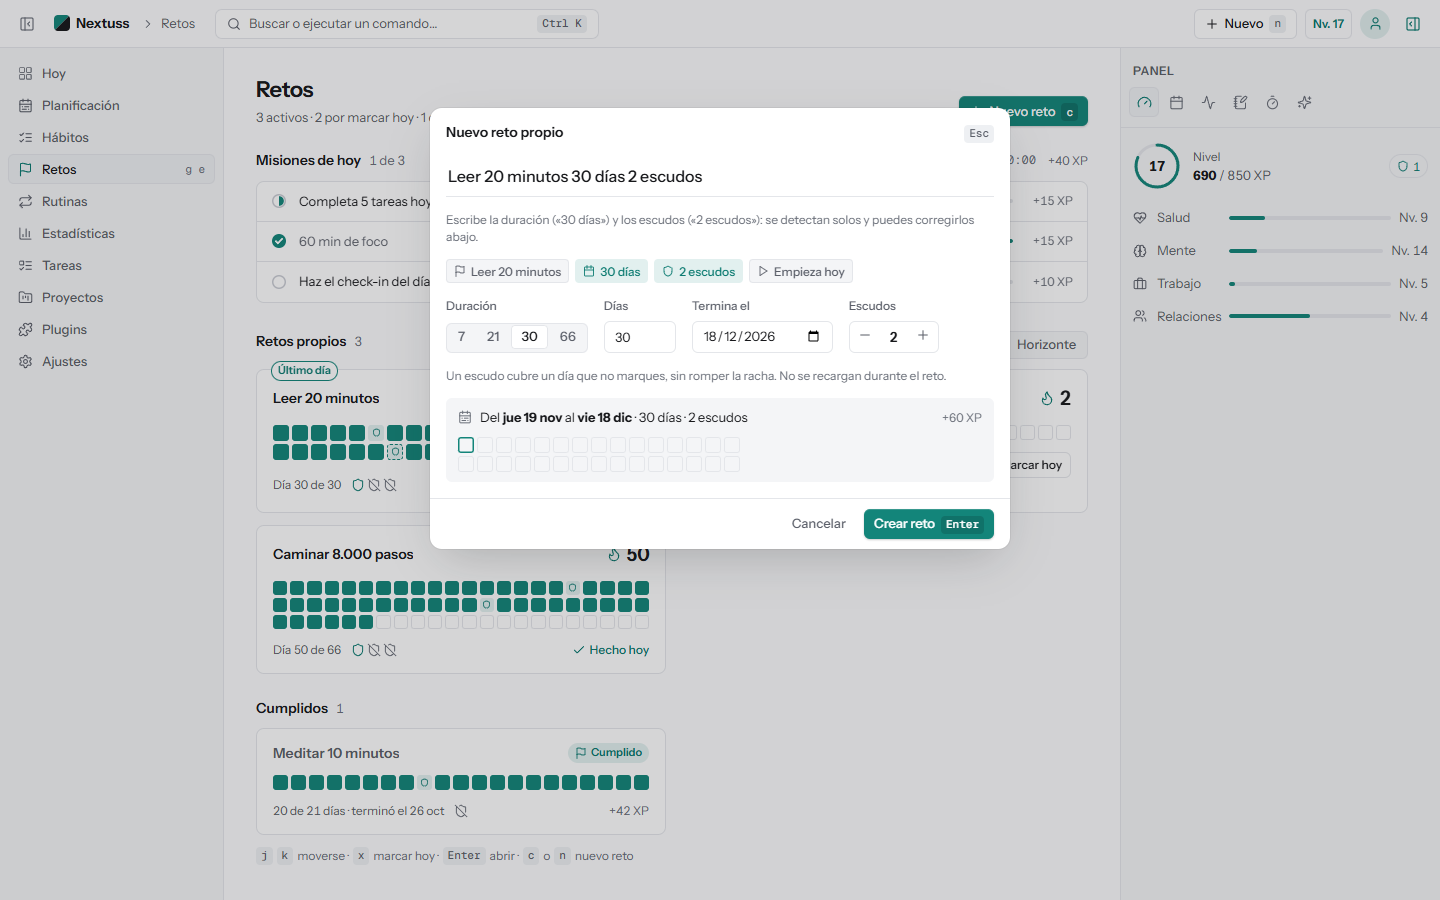 Nextuss
Retos
Buscar o ejecutar un comando...
Ctrl K
Nuevo n
Nv. 17
Hoy
Planificación
Hábitos
Retos g e
Rutinas
Estadísticas
Tareas
Proyectos
Plugins
Ajustes
Retos
3 activos · 2 por marcar hoy · 1
Nuevo reto c
Misiones de hoy 1 de 3
+40 XP
Completa 5 tareas hoy
+15 XP
60 min de foco
+15 XP
Haz el check-in del día
+10 XP
Retos propios 3
Horizonte
Último día
Leer 20 minutos
Día 30 de 30
2
Caminar 8.000 pasos
50
Día 50 de 66
Hecho hoy
Cumplidos 1
Meditar 10 minutos
Cumplido
20 de 21 días · terminó el 26 oct
+42 XP
j k moverse · x marcar hoy · Enter abrir · c o n nuevo reto
Nuevo reto propio
Esc
Leer 20 minutos 30 días 2 escudos
Escribe la duración («30 días») y los escudos («2 escudos»): se detectan solos y puedes corregirlos
abajo.
Leer 20 minutos
30 días
2 escudos
Empieza hoy
Duración
Días
Termina el
Escudos
7 21 30 66
30
18/12/2026
2
Un escudo cubre un día que no marques, sin romper la racha. No se recargan durante el reto.
Del jue 19 nov al vie 18 dic · 30 días · 2 escudos
+60 XP
Cancelar
Crear reto Enter
PANEL
17
Nivel
690 / 850 XP
1
Salud Nv. 9
Mente Nv. 14
Trabajo Nv. 5
Relaciones Nv. 4